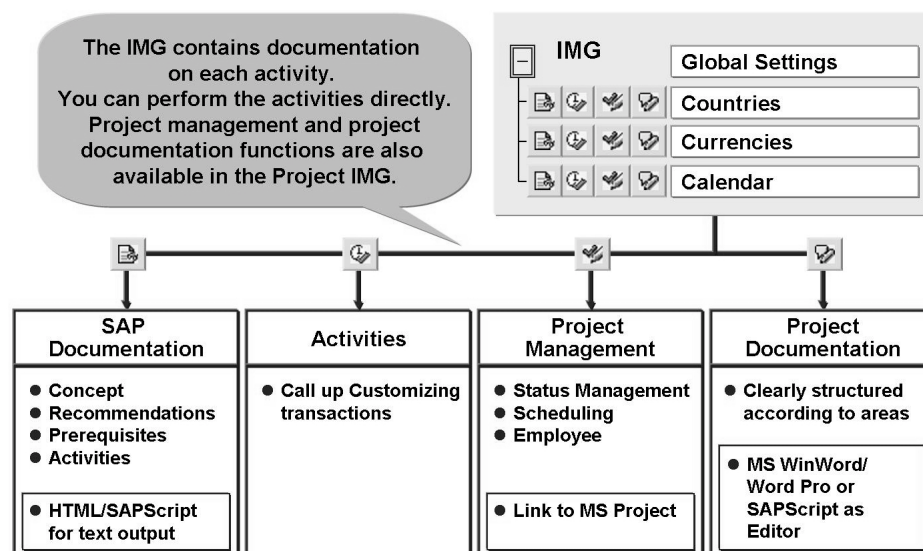 The IMG contains documentation
on each activity.
You can perform the activities directly.
Project management and project
documentation functions are also
available in the Project IMG.
IMG
Global Settings
Countries
Currencies
Calendar
SAP
Documentation
Concept
Recommendations
Prerequisites
Activities
HTML/SAPScript
for text output
Activities
Call up Customizing
transactions
Project
Management
Status Management
Scheduling
Employee
Link to MS Project
Project
Documentation
Clearly structured
according to areas
MS WinWord/
Word Pro or
SAPScript as
Editor